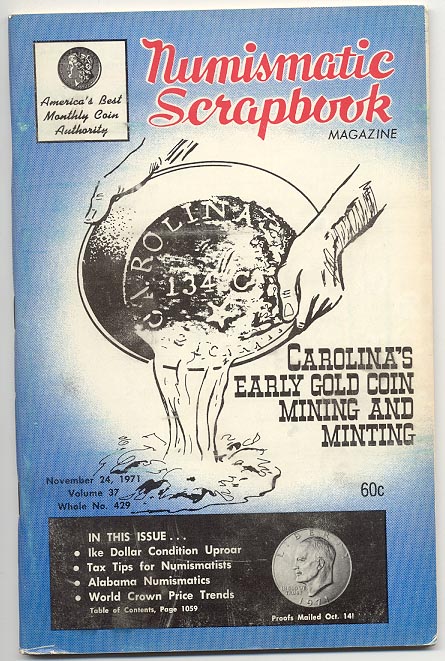 America's Best
Monthly Coin
Authority
Numismatic
Scrapbook
MAGAZINE
CAROLINA
134 G
CAROLINA'S
EARLY GOLD COIN
MINING AND
MINTING
November 24, 1971
Volume 37
Whole No. 429
60c
IN THIS ISSUE . . .
• Ike Dollar Condition Uproar
• Tax Tips for Numismatists
• Alabama Numismatics
• World Crown Price Trends
Table of Contents, Page 1059
LIBERTY
1971
Proofs Mailed Oct. 14!